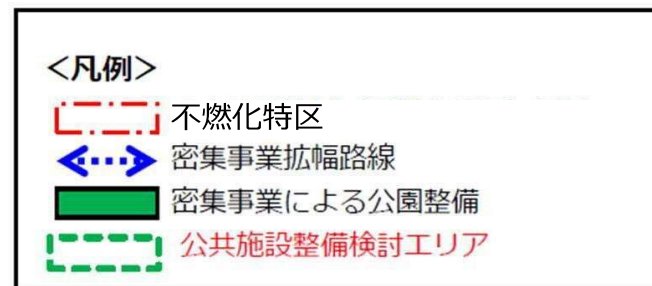 ＜凡例＞
不燃化特区
密集事業拡幅路線
密集事業による公園整備
公共施設整備検討エリア